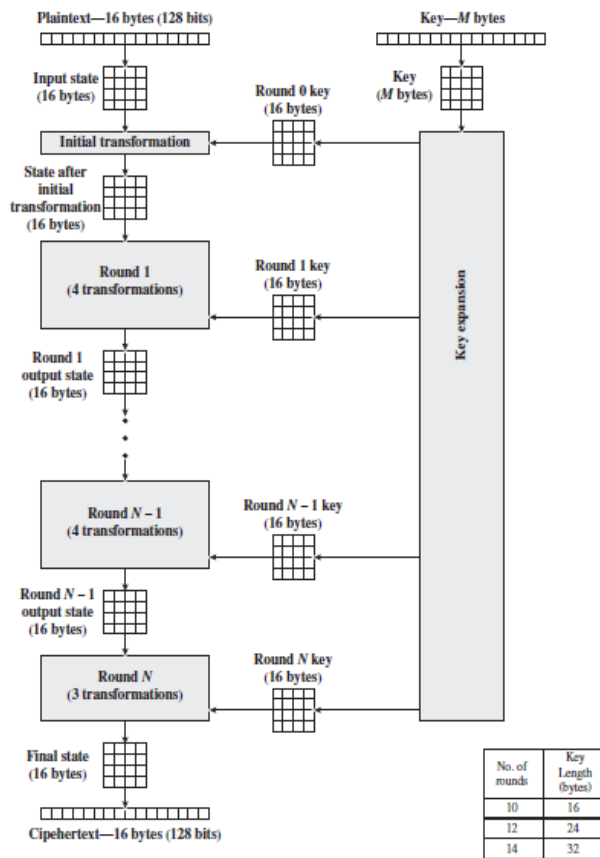 Plaintext—16 bytes (128 bits)
Key—M bytes
Input state
(16 bytes)
Key
(M bytes)
Round 0 key
(16 bytes)
Initial transformation
State after
initial
transformation
(16 bytes)
Round 1
(4 transformations)
Round 1 key
(16 bytes)
Key expansion
Round 1
output state
(16 bytes)
Round N – 1
(4 transformations)
Round N – 1 key
(16 bytes)
Round N – 1
output state
(16 bytes)
Round N
(3 transformations)
Round N key
(16 bytes)
Final state
(16 bytes)
Cipehertext—16 bytes (128 bits)
No. of
rounds
Key
Length
(bytes)
10 16
12 24
14 32